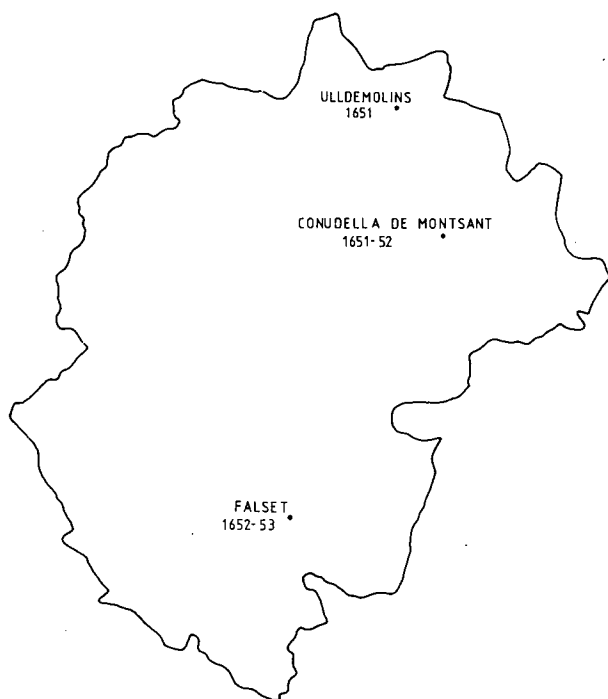 ULLDEMOLINS
1651
CONUDELLA DE MONTSANT
1651-52
FALSET
1652-53